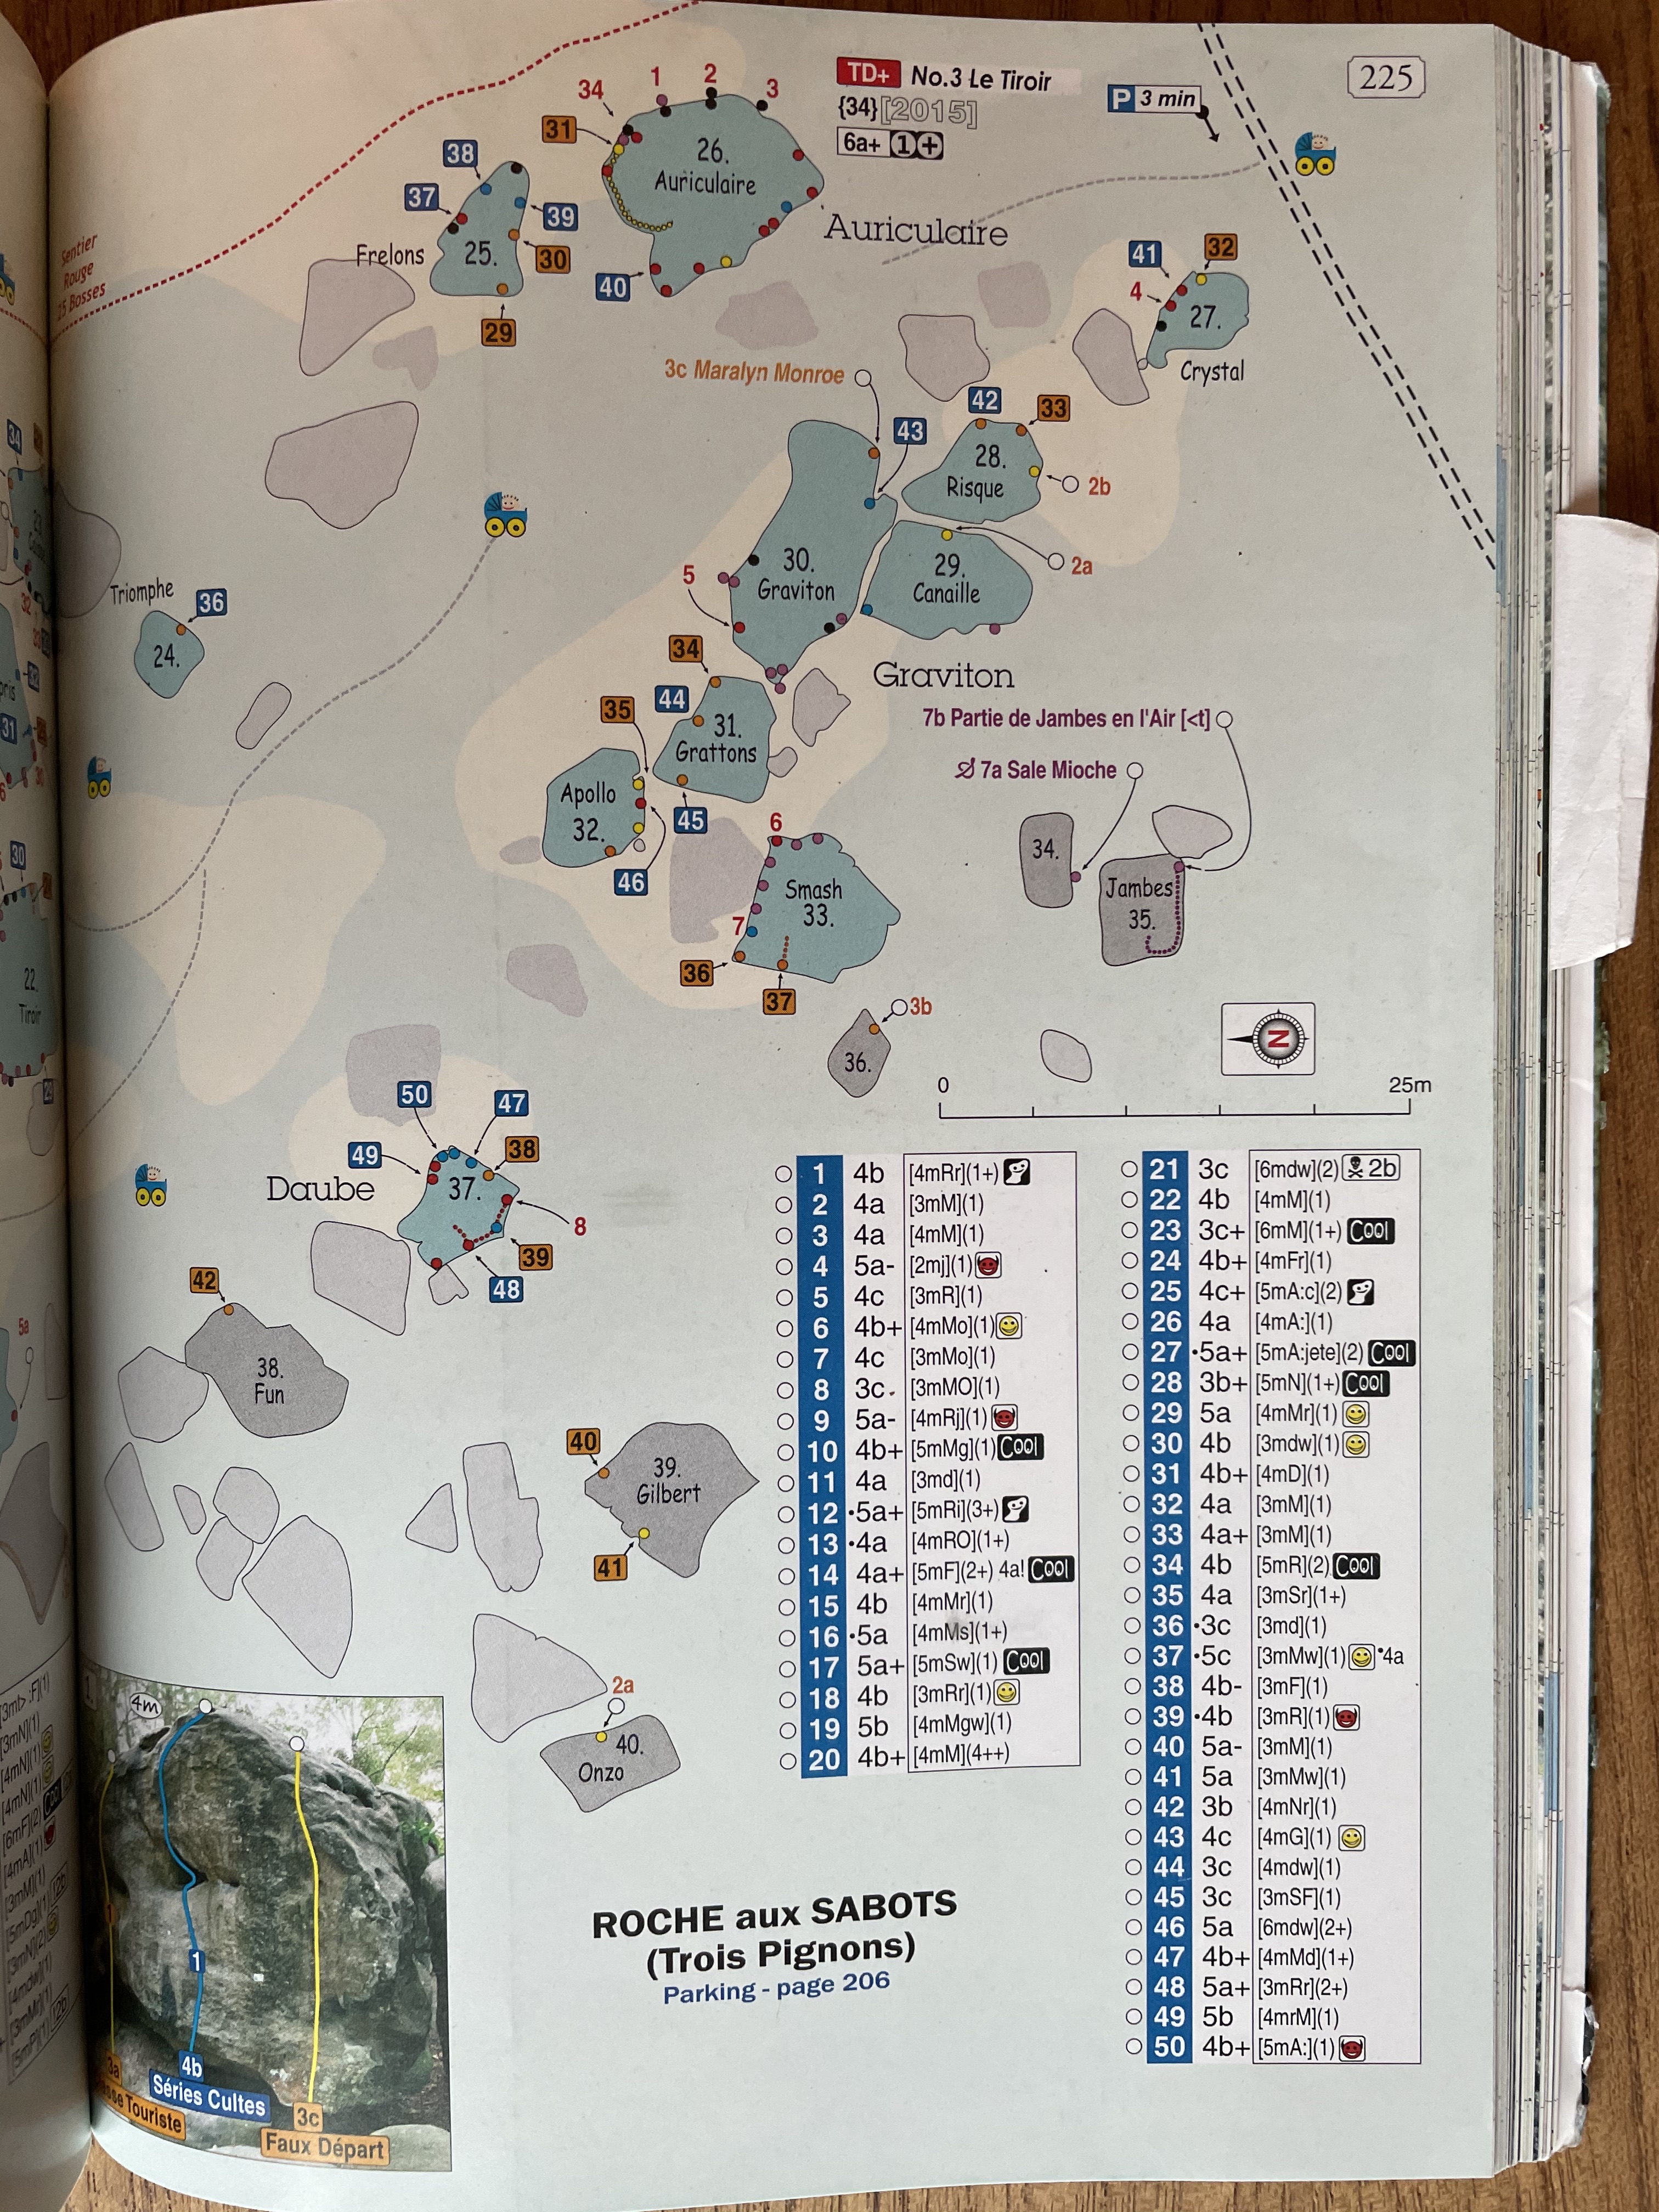 225
TD+ No.3 Le Tiroir
{34}[2015]
6a+ 1+
P 3 min
Sentier
Rouge
25 Bosses
34
1
2
3
31
26.
Auriculaire
Auriculaire
38
37
39
Frelons
25.
30
29
40
41
32
4
27.
Crystal
3c Maralyn Monroe
43
42
33
28.
Risque
2b
30.
Graviton
29.
Canaille
2a
5
Triomphe
36
24.
Graviton
34
44
31.
Grattons
35
Apollo
32.
45
46
7b Partie de Jambes en l'Air [<t]
7a Sale Mioche
34.
Jambes
35.
6
Smash
33.
7
36
37
3b
36.
N
0 25m
50
47
49
38
Daube
37.
8
39
48
42
38.
Fun
40
39.
Gilbert
41
2a
40.
Onzo
1 4b [4mRr](1+)
2 4a [3mM](1)
3 4a [4mM](1)
4 5a- [2mj](1)
5 4c [3mR](1)
6 4b+ [4mMo](1)
7 4c [3mMo](1)
8 3c [3mMO](1)
9 5a- [4mRj](1)
10 4b+ [5mMg](1) Cool
11 4a [3md](1)
12 •5a+ [5mRi](3+)
13 •4a [4mRO](1+)
14 4a+ [5mF](2+) 4a! Cool
15 4b [4mMr](1)
16 •5a [4mMs](1+)
17 5a+ [5mSw](1) Cool
18 4b [3mRr](1)
19 5b [4mMgw](1)
20 4b+ [4mM](4++)
21 3c [6mdw](2) 2b
22 4b [4mM](1)
23 3c+ [6mM](1+) Cool
24 4b+ [4mFr](1)
25 4c+ [5mA:c](2)
26 4a [4mA:](1)
27 •5a+ [5mA:jete](2) Cool
28 3b+ [5mN](1+) Cool
29 5a [4mMr](1)
30 4b [3mdw](1)
31 4b+ [4mD](1)
32 4a [3mM](1)
33 4a+ [3mM](1)
34 4b [5mR](2) Cool
35 4a [3mSr](1+)
36 •3c [3md](1)
37 •5c [3mMw](1) •4a
38 4b- [3mF](1)
39 •4b [3mR](1)
40 5a- [3mM](1)
41 5a [3mMw](1)
42 3b [4mNr](1)
43 4c [4mG](1)
44 3c [4mdw](1)
45 3c [3mSF](1)
46 5a [6mdw](2+)
47 4b+ [4mMd](1+)
48 5a+ [3mRr](2+)
49 5b [4mrM](1)
50 4b+ [5mA:](1)
4m
1
3a
Touriste
4b
Séries Cultes
3c
Faux Départ
ROCHE aux SABOTS
(Trois Pignons)
Parking - page 206
22.
Tiroir
5a